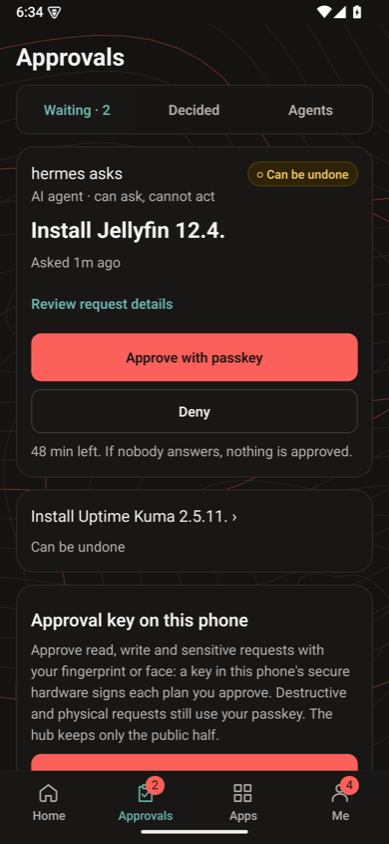 6:34
Approvals
Waiting · 2
Decided
Agents
hermes asks
Can be undone
AI agent · can ask, cannot act
Install Jellyfin 12.4.
Asked 1m ago
Review request details
Approve with passkey
Deny
48 min left. If nobody answers, nothing is approved.
Install Uptime Kuma 2.5.11. ›
Can be undone
Approval key on this phone
Approve read, write and sensitive requests with
your fingerprint or face: a key in this phone's secure
hardware signs each plan you approve. Destructive
and physical requests still use your passkey. The
hub keeps only the public half.
2
4
Home
Approvals
Apps
Me